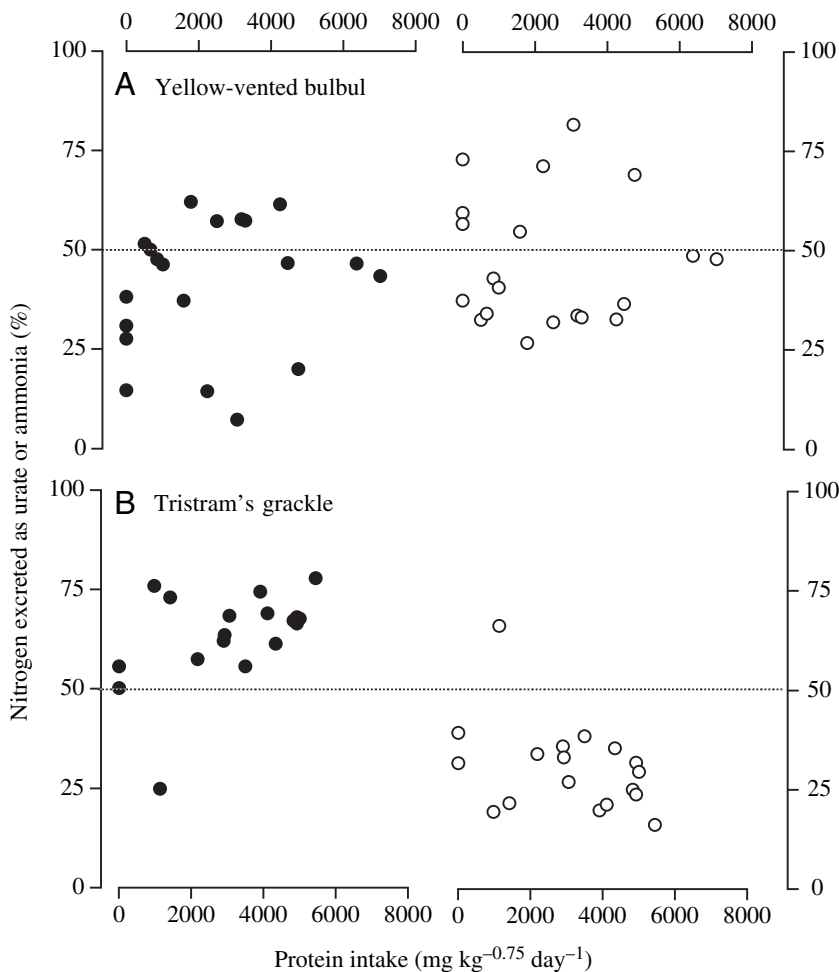 0 2000 4000 6000 8000 0 2000 4000 6000 8000
100 100
A Yellow-vented bulbul
75 75
50 50
25 25
0 0
Nitrogen excreted as urate or ammonia (%)
100 100
B Tristram's grackle
75 75
50 50
25 25
0 0
0 2000 4000 6000 8000 0 2000 4000 6000 8000
Protein intake (mg kg⁻⁰·⁷⁵ day⁻¹)